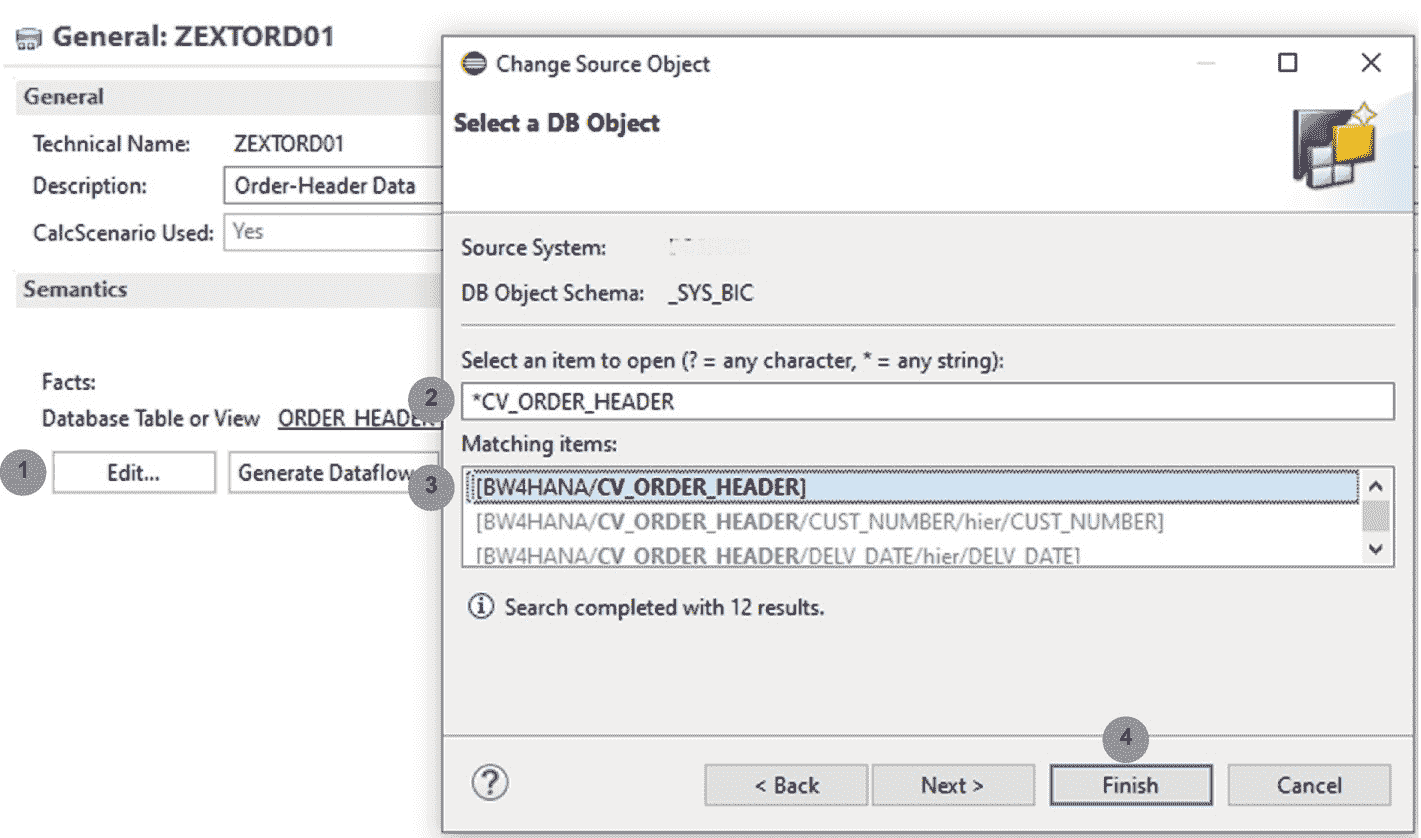 General: ZEXTORD01
General
Technical Name: ZEXTORD01
Description: Order-Header Data
CalcScenario Used: Yes
Semantics
Facts:
Database Table or View ORDER_HEADER
1 Edit... Generate Dataflow
Change Source Object
Select a DB Object
Source System:
DB Object Schema: _SYS_BIC
Select an item to open (? = any character, * = any string):
2 *CV_ORDER_HEADER
Matching items:
3 [BW4HANA/CV_ORDER_HEADER]
[BW4HANA/CV_ORDER_HEADER/CUST_NUMBER/hier/CUST_NUMBER]
[BW4HANA/CV_ORDER_HEADER/DELV_DATE/hier/DELV_DATE]
Search completed with 12 results.
4
? < Back Next > Finish Cancel